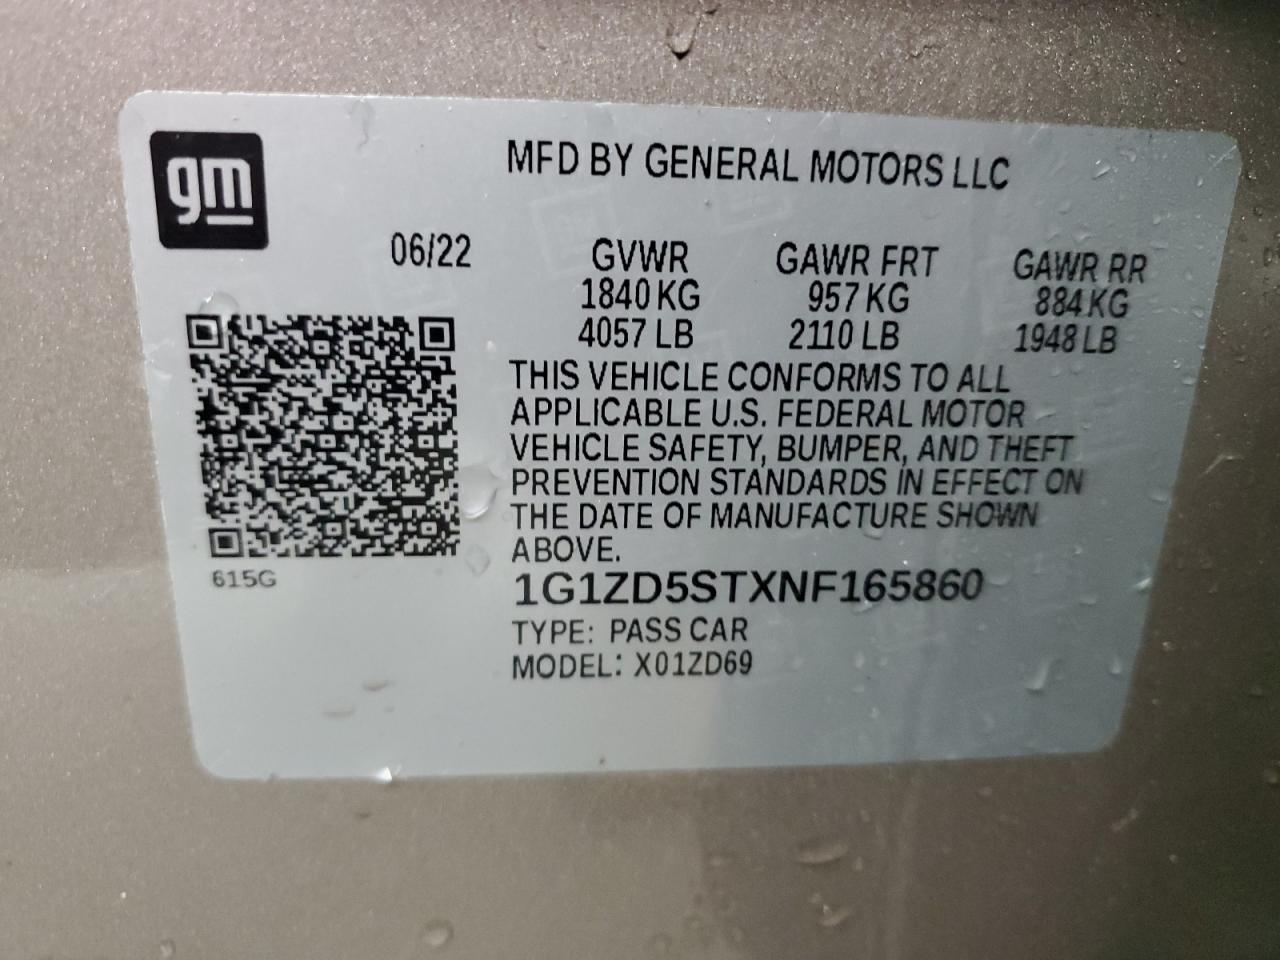 gm
MFD BY GENERAL MOTORS LLC
06/22
GVWR GAWR FRT GAWR RR
1840 KG 957 KG 884 KG
4057 LB 2110 LB 1948 LB
THIS VEHICLE CONFORMS TO ALL
APPLICABLE U.S. FEDERAL MOTOR
VEHICLE SAFETY, BUMPER, AND THEFT
PREVENTION STANDARDS IN EFFECT ON
THE DATE OF MANUFACTURE SHOWN
ABOVE.
615G
1G1ZD5STXNF165860
TYPE: PASS CAR
MODEL: X01ZD69